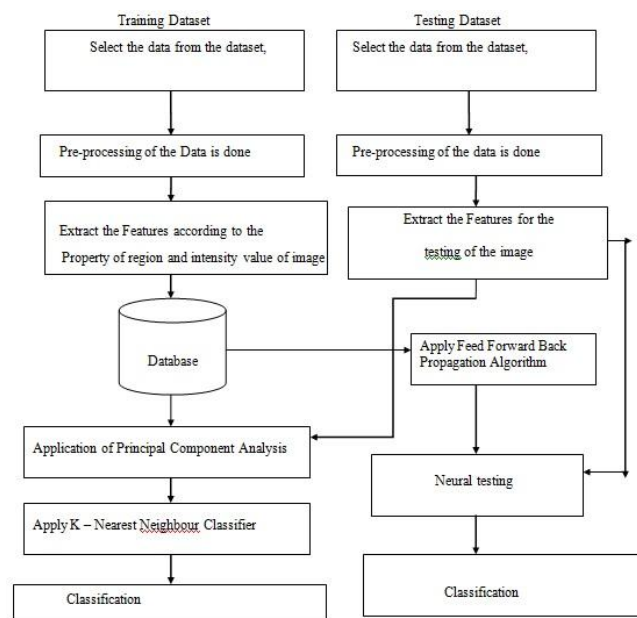 Training Dataset
Select the data from the dataset,
Pre-processing of the Data is done
Extract the Features according to the
Property of region and intensity value of image
Database
Application of Principal Component Analysis
Apply K – Nearest Neighbour Classifier
Classification
Testing Dataset
Select the data from the dataset,
Pre-processing of the data is done
Extract the Features for the
testing of the image
Apply Feed Forward Back
Propagation Algorithm
Neural testing
Classification